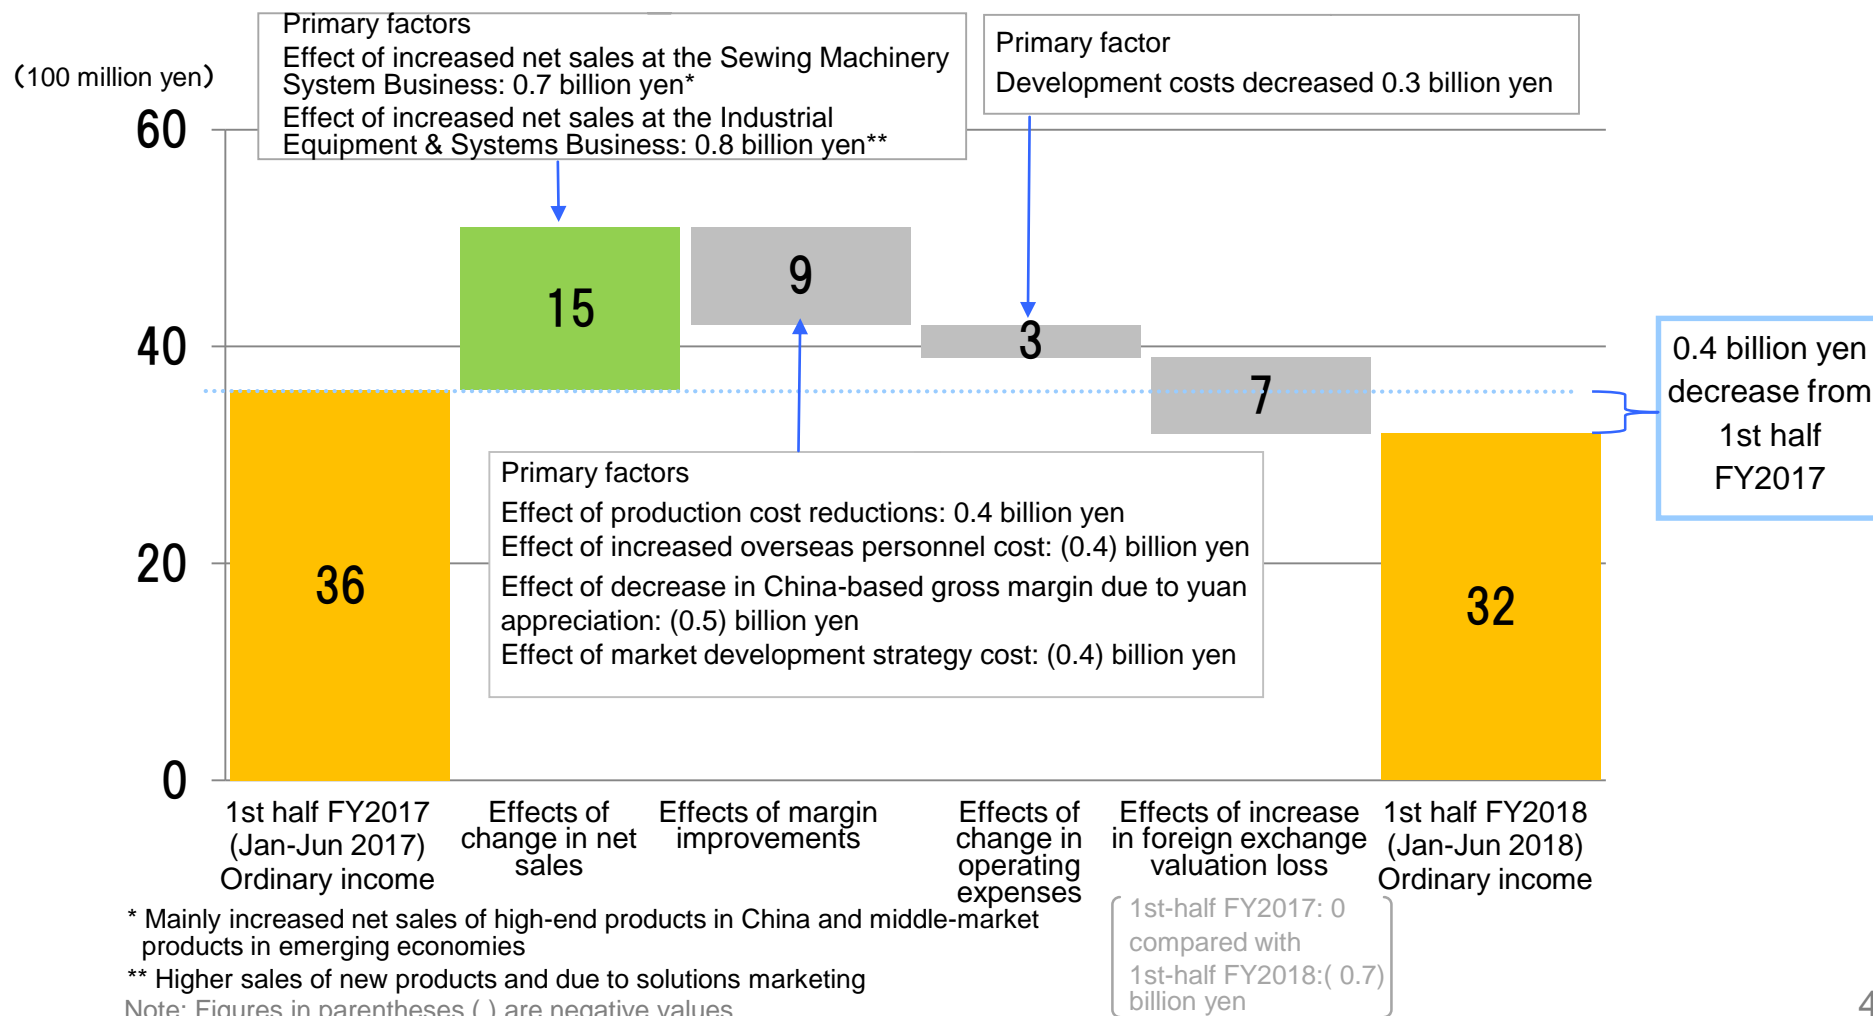 Primary factors
Effect of increased net sales at the Sewing Machinery
System Business: 0.7 billion yen*
Effect of increased net sales at the Industrial
Equipment & Systems Business: 0.8 billion yen**
Primary factor
Development costs decreased 0.3 billion yen
(100 million yen)
60
40
20
0
36
15
9
3
7
32
0.4 billion yen
decrease from
1st half
FY2017
Primary factors
Effect of production cost reductions: 0.4 billion yen
Effect of increased overseas personnel cost: (0.4) billion yen
Effect of decrease in China-based gross margin due to yuan
appreciation: (0.5) billion yen
Effect of market development strategy cost: (0.4) billion yen
1st half FY2017
(Jan-Jun 2017)
Ordinary income
Effects of
change in net
sales
Effects of margin
improvements
Effects of
change in
operating
expenses
Effects of increase
in foreign exchange
valuation loss
1st half FY2018
(Jan-Jun 2018)
Ordinary income
1st-half FY2017: 0
compared with
1st-half FY2018:( 0.7)
billion yen
* Mainly increased net sales of high-end products in China and middle-market
products in emerging economies
** Higher sales of new products and due to solutions marketing
Note: Figures in parentheses ( ) are negative values
4